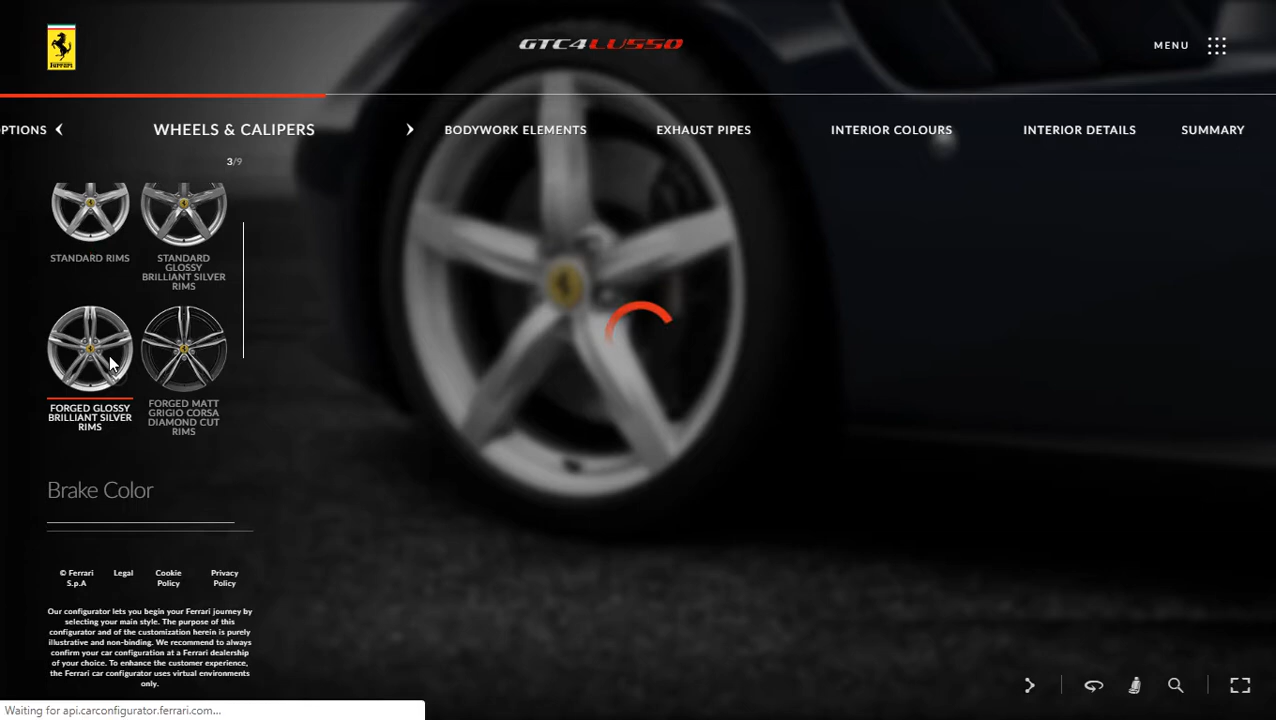 Ferrari
GTC4LUSSO
MENU
PTIONS
WHEELS & CALIPERS
BODYWORK ELEMENTS
EXHAUST PIPES
INTERIOR COLOURS
INTERIOR DETAILS
SUMMARY
3/9
STANDARD RIMS
STANDARD
GLOSSY
BRILLIANT SILVER
RIMS
FORGED GLOSSY
BRILLIANT SILVER
RIMS
FORGED MATT
GRIGIO CORSA
DIAMOND CUT
RIMS
Brake Color
© Ferrari
S.p.A
Legal
Cookie
Policy
Privacy
Policy
Our configurator lets you begin your Ferrari journey by
selecting your main style. The purpose of this
configurator and of the customization herein is purely
illustrative and non-binding. We recommend to always
confirm your car configuration at a Ferrari dealership
of your choice. To enhance the customer experience,
the Ferrari car configurator uses virtual environments
only.
Waiting for api.carconfigurator.ferrari.com...